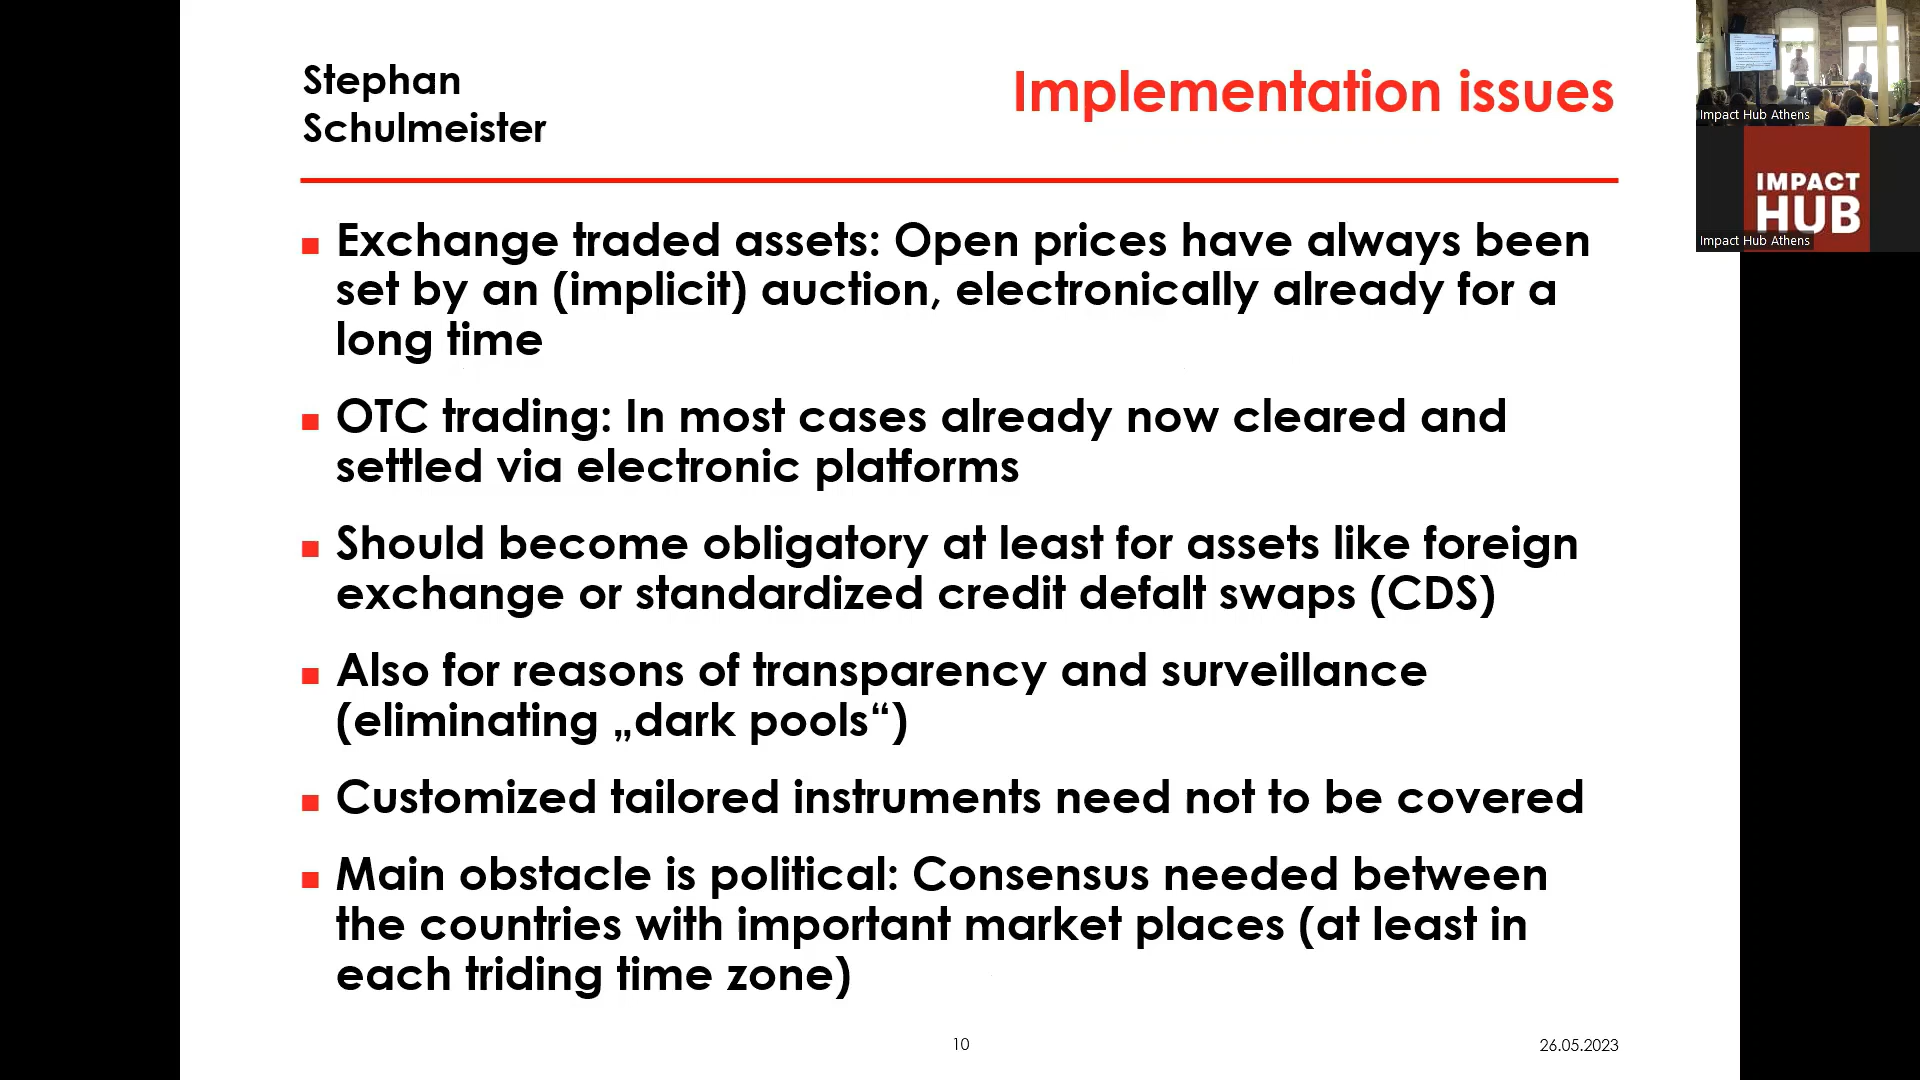 Stephan
Schulmeister
Implementation issues
Exchange traded assets: Open prices have always been
set by an (implicit) auction, electronically already for a
long time
OTC trading: In most cases already now cleared and
settled via electronic platforms
Should become obligatory at least for assets like foreign
exchange or standardized credit defalt swaps (CDS)
Also for reasons of transparency and surveillance
(eliminating „dark pools“)
Customized tailored instruments need not to be covered
Main obstacle is political: Consensus needed between
the countries with important market places (at least in
each triding time zone)
10
26.05.2023
Impact Hub Athens
IMPACT
HUB
Impact Hub Athens